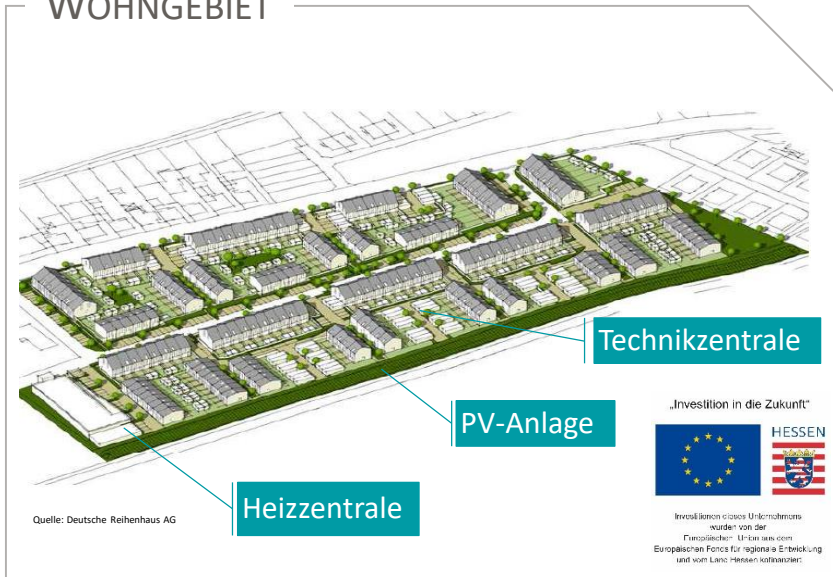 WOHNGEBIET
Technikzentrale
PV-Anlage
Heizzentrale
Quelle: Deutsche Reihenhaus AG
„Investition in die Zukunft"
HESSEN
Investitionen dieses Unternehmens
wurden von der
Europäischen Union aus dem
Europäischen Fonds für regionale Entwicklung
und vom Land Hessen kofinanziert